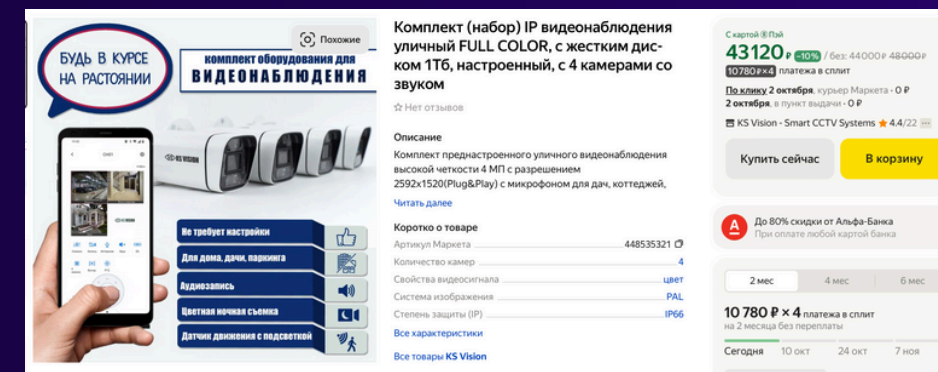 БУДЬ В КУРСЕ
НА РАССТОЯНИИ
Похожие
комплект оборудования для
ВИДЕОНАБЛЮДЕНИЯ
KS VISION
Не требует настройки
Для дома, дачи, паркинга
Аудиозапись
Цветная ночная съемка
Датчик движения с подсветкой
Комплект (набор) IP видеонаблюдения
уличный FULL COLOR, с жестким дис-
ком 1Тб, настроенный, с 4 камерами со
звуком
Нет отзывов
Описание
Комплект преднастроенного уличного видеонаблюдения
высокой четкости 4 МП с разрешением
2592x1520(Plug&Play) с микрофоном для дач, коттеджей,
Читать далее
Коротко о товаре
Артикул Маркета 448535321
Количество камер 4
Свойства видеосигнала цвет
Система изображения PAL
Степень защиты (IP) IP66
Все характеристики
Все товары KS Vision
С картой Я Пэй
43120 ₽ -10% / без: 44000 ₽ 48000 ₽
10780 ₽ × 4 платежа в сплит
По клику 2 октября, курьер Маркета · 0 ₽
2 октября, в пункт выдачи · 0 ₽
KS Vision - Smart CCTV Systems ★ 4.4/22
Купить сейчас
В корзину
До 80% скидки от Альфа-Банка
При оплате любой картой банка
2 мес 4 мес 6 мес
10 780 ₽ × 4 платежа в сплит
на 2 месяца без переплаты
Сегодня 10 окт 24 окт 7 ноя